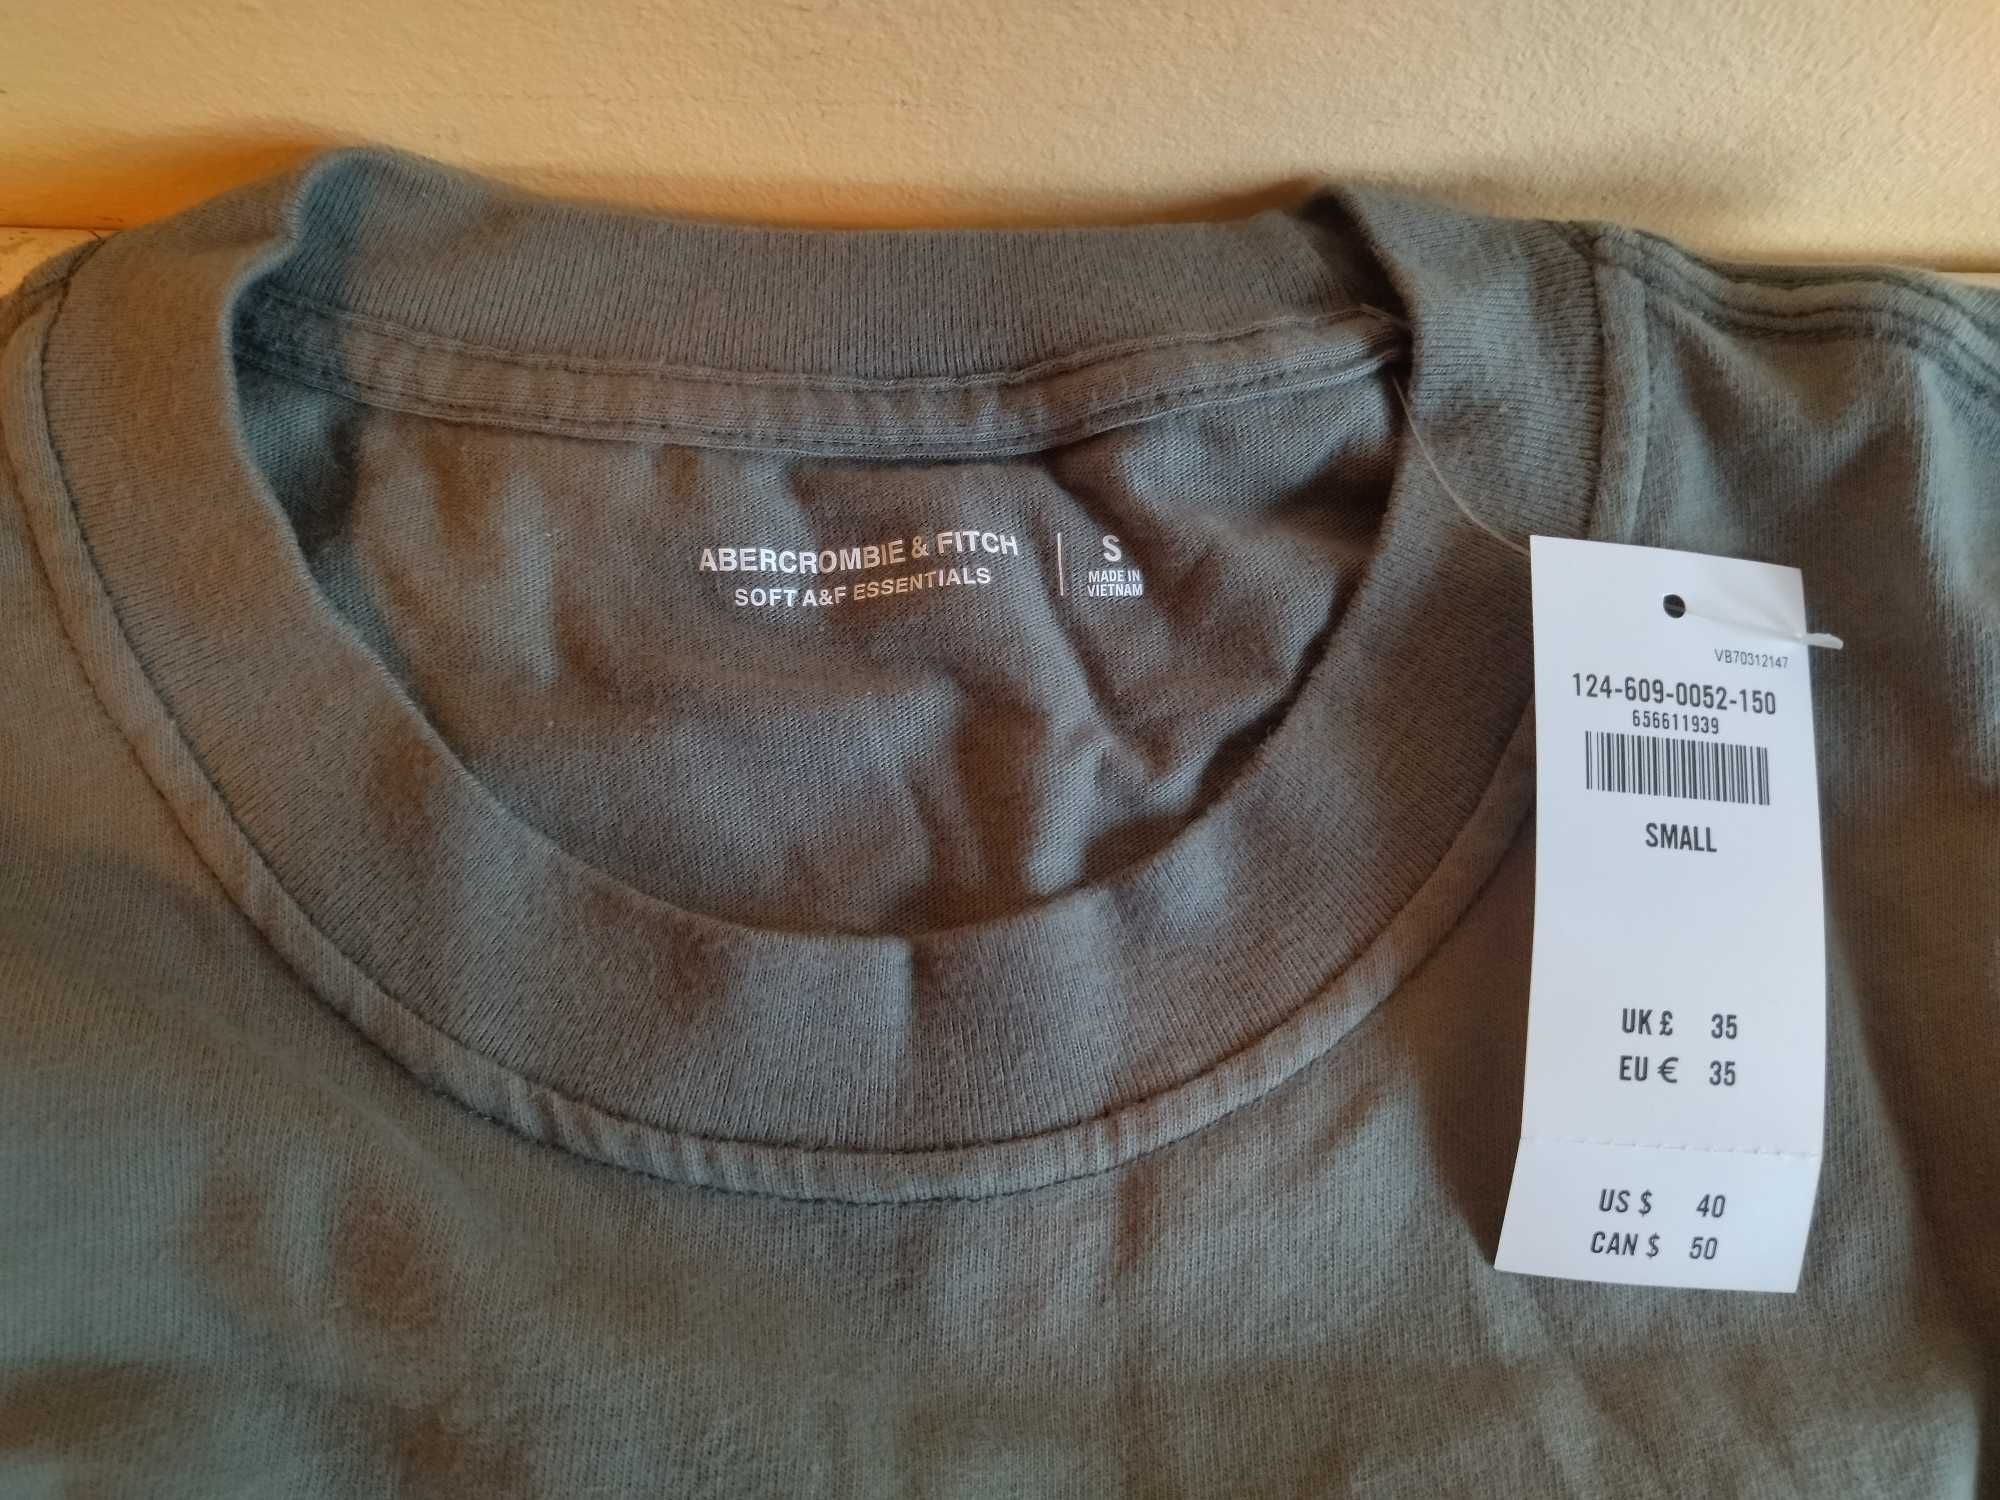 ABERCROMBIE & FITCH
SOFT A&F ESSENTIALS
S
MADE IN
VIETNAM
VB70312147
124-609-0052-150
656611939
SMALL
UK £ 35
EU € 35
US $ 40
CAN $ 50